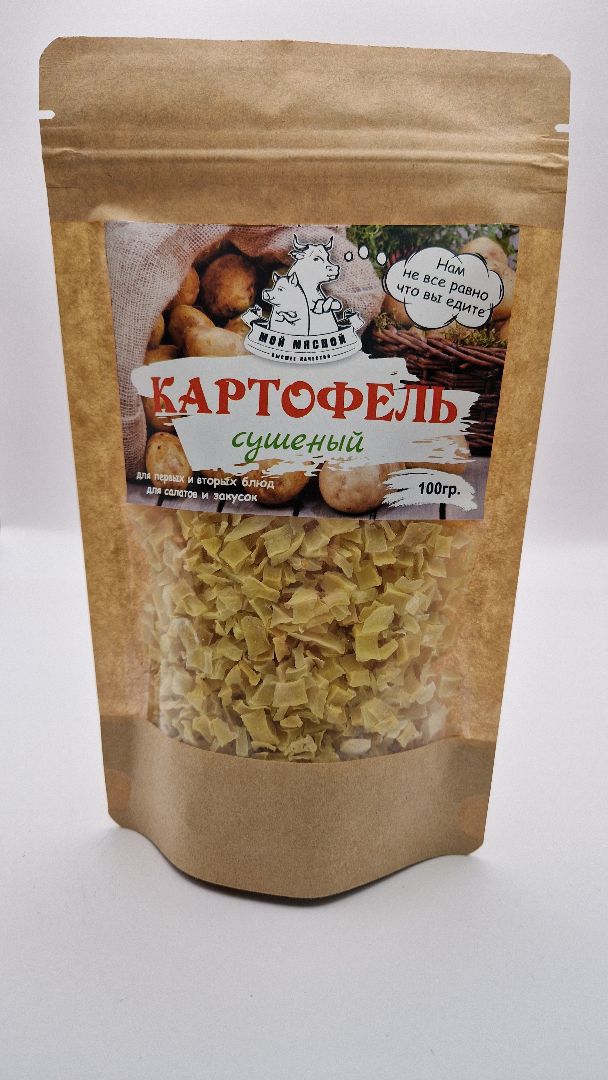 Нам
не все равно
что вы едите
МОЙ МЯСНОЙ
ВЫСШЕЕ КАЧЕСТВО
КАРТОФЕЛЬ
сушеный
для первых и вторых блюд
для салатов и закусок
100гр.